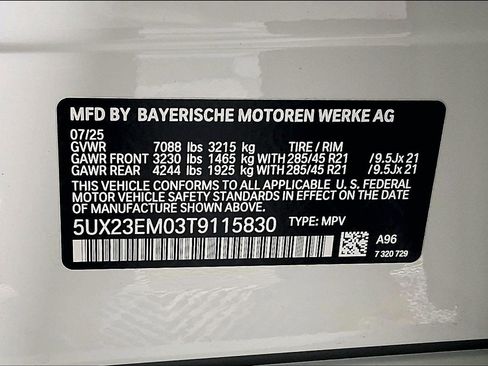 MFD BY BAYERISCHE MOTOREN WERKE AG
07/25
GVWR 7088 lbs 3215 kg TIRE / RIM
GAWR FRONT 3230 lbs 1465 kg WITH 285/45 R21 /9.5Jx 21
GAWR REAR 4244 lbs 1925 kg WITH 285/45 R21 /9.5Jx 21
THIS VEHICLE CONFORMS TO ALL APPLICABLE U. S. FEDERAL
MOTOR VEHICLE SAFETY STANDARDS IN EFFECT ON THE DATE
OF MANUFACTURE SHOWN ABOVE.
5UX23EM03T9115830 TYPE: MPV
A96
7 320 729